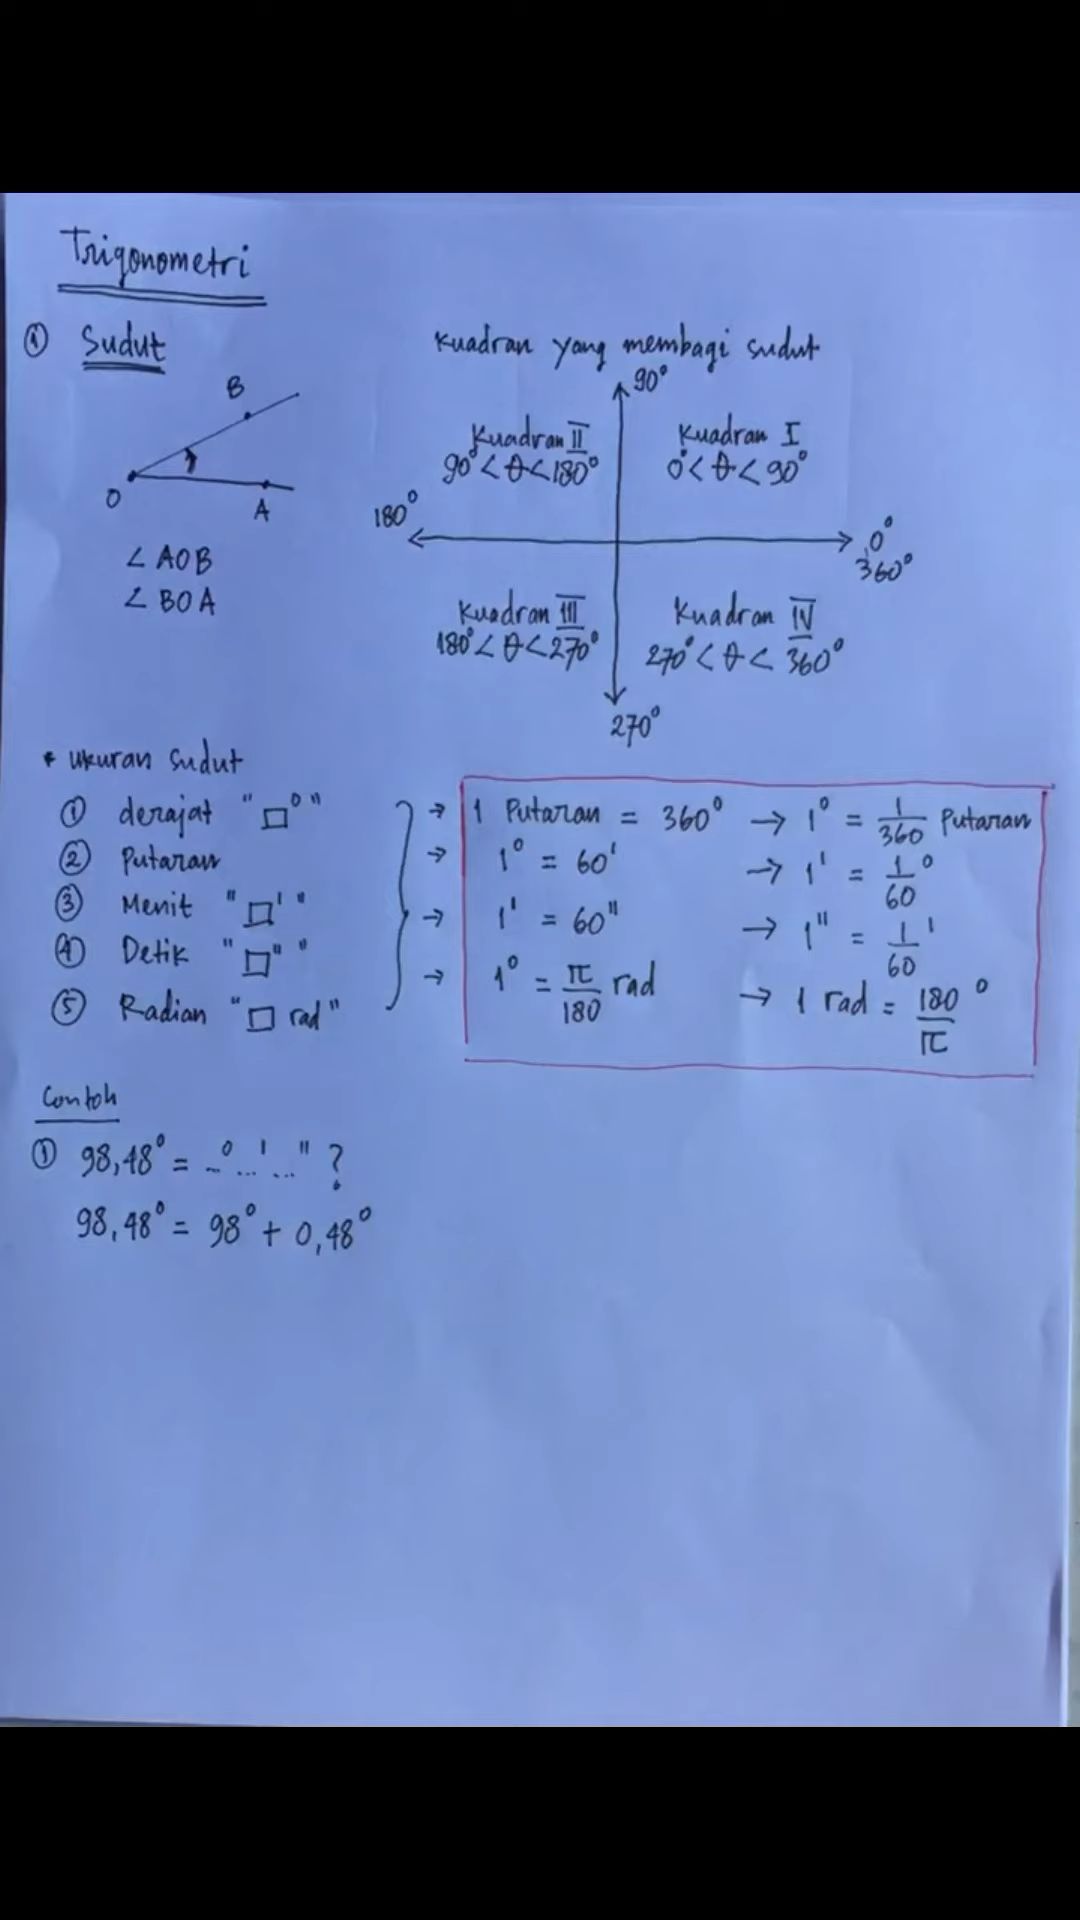 Trigonometri
① Sudut
B
O
A
∠ AOB
∠ BOA
Kuadran yang membagi sudut
90°
Kuadran II
90° < θ < 180°
Kuadran I
0° < θ < 90°
180°
0°
360°
Kuadran III
180° < θ < 270°
Kuadran IV
270° < θ < 360°
270°
* Ukuran Sudut
① derajat "□°"
② Putaran
③ Menit "□'"
④ Detik "□""
⑤ Radian "□ rad"
→ 1 Putaran = 360° → 1° = 1/360 Putaran
→ 1° = 60' → 1' = 1/60°
→ 1' = 60" → 1" = 1/60'
→ 1° = π/180 rad → 1 rad = 180/π°
Contoh
① 98,48° = ...° ...' ..." ?
98,48° = 98° + 0,48°